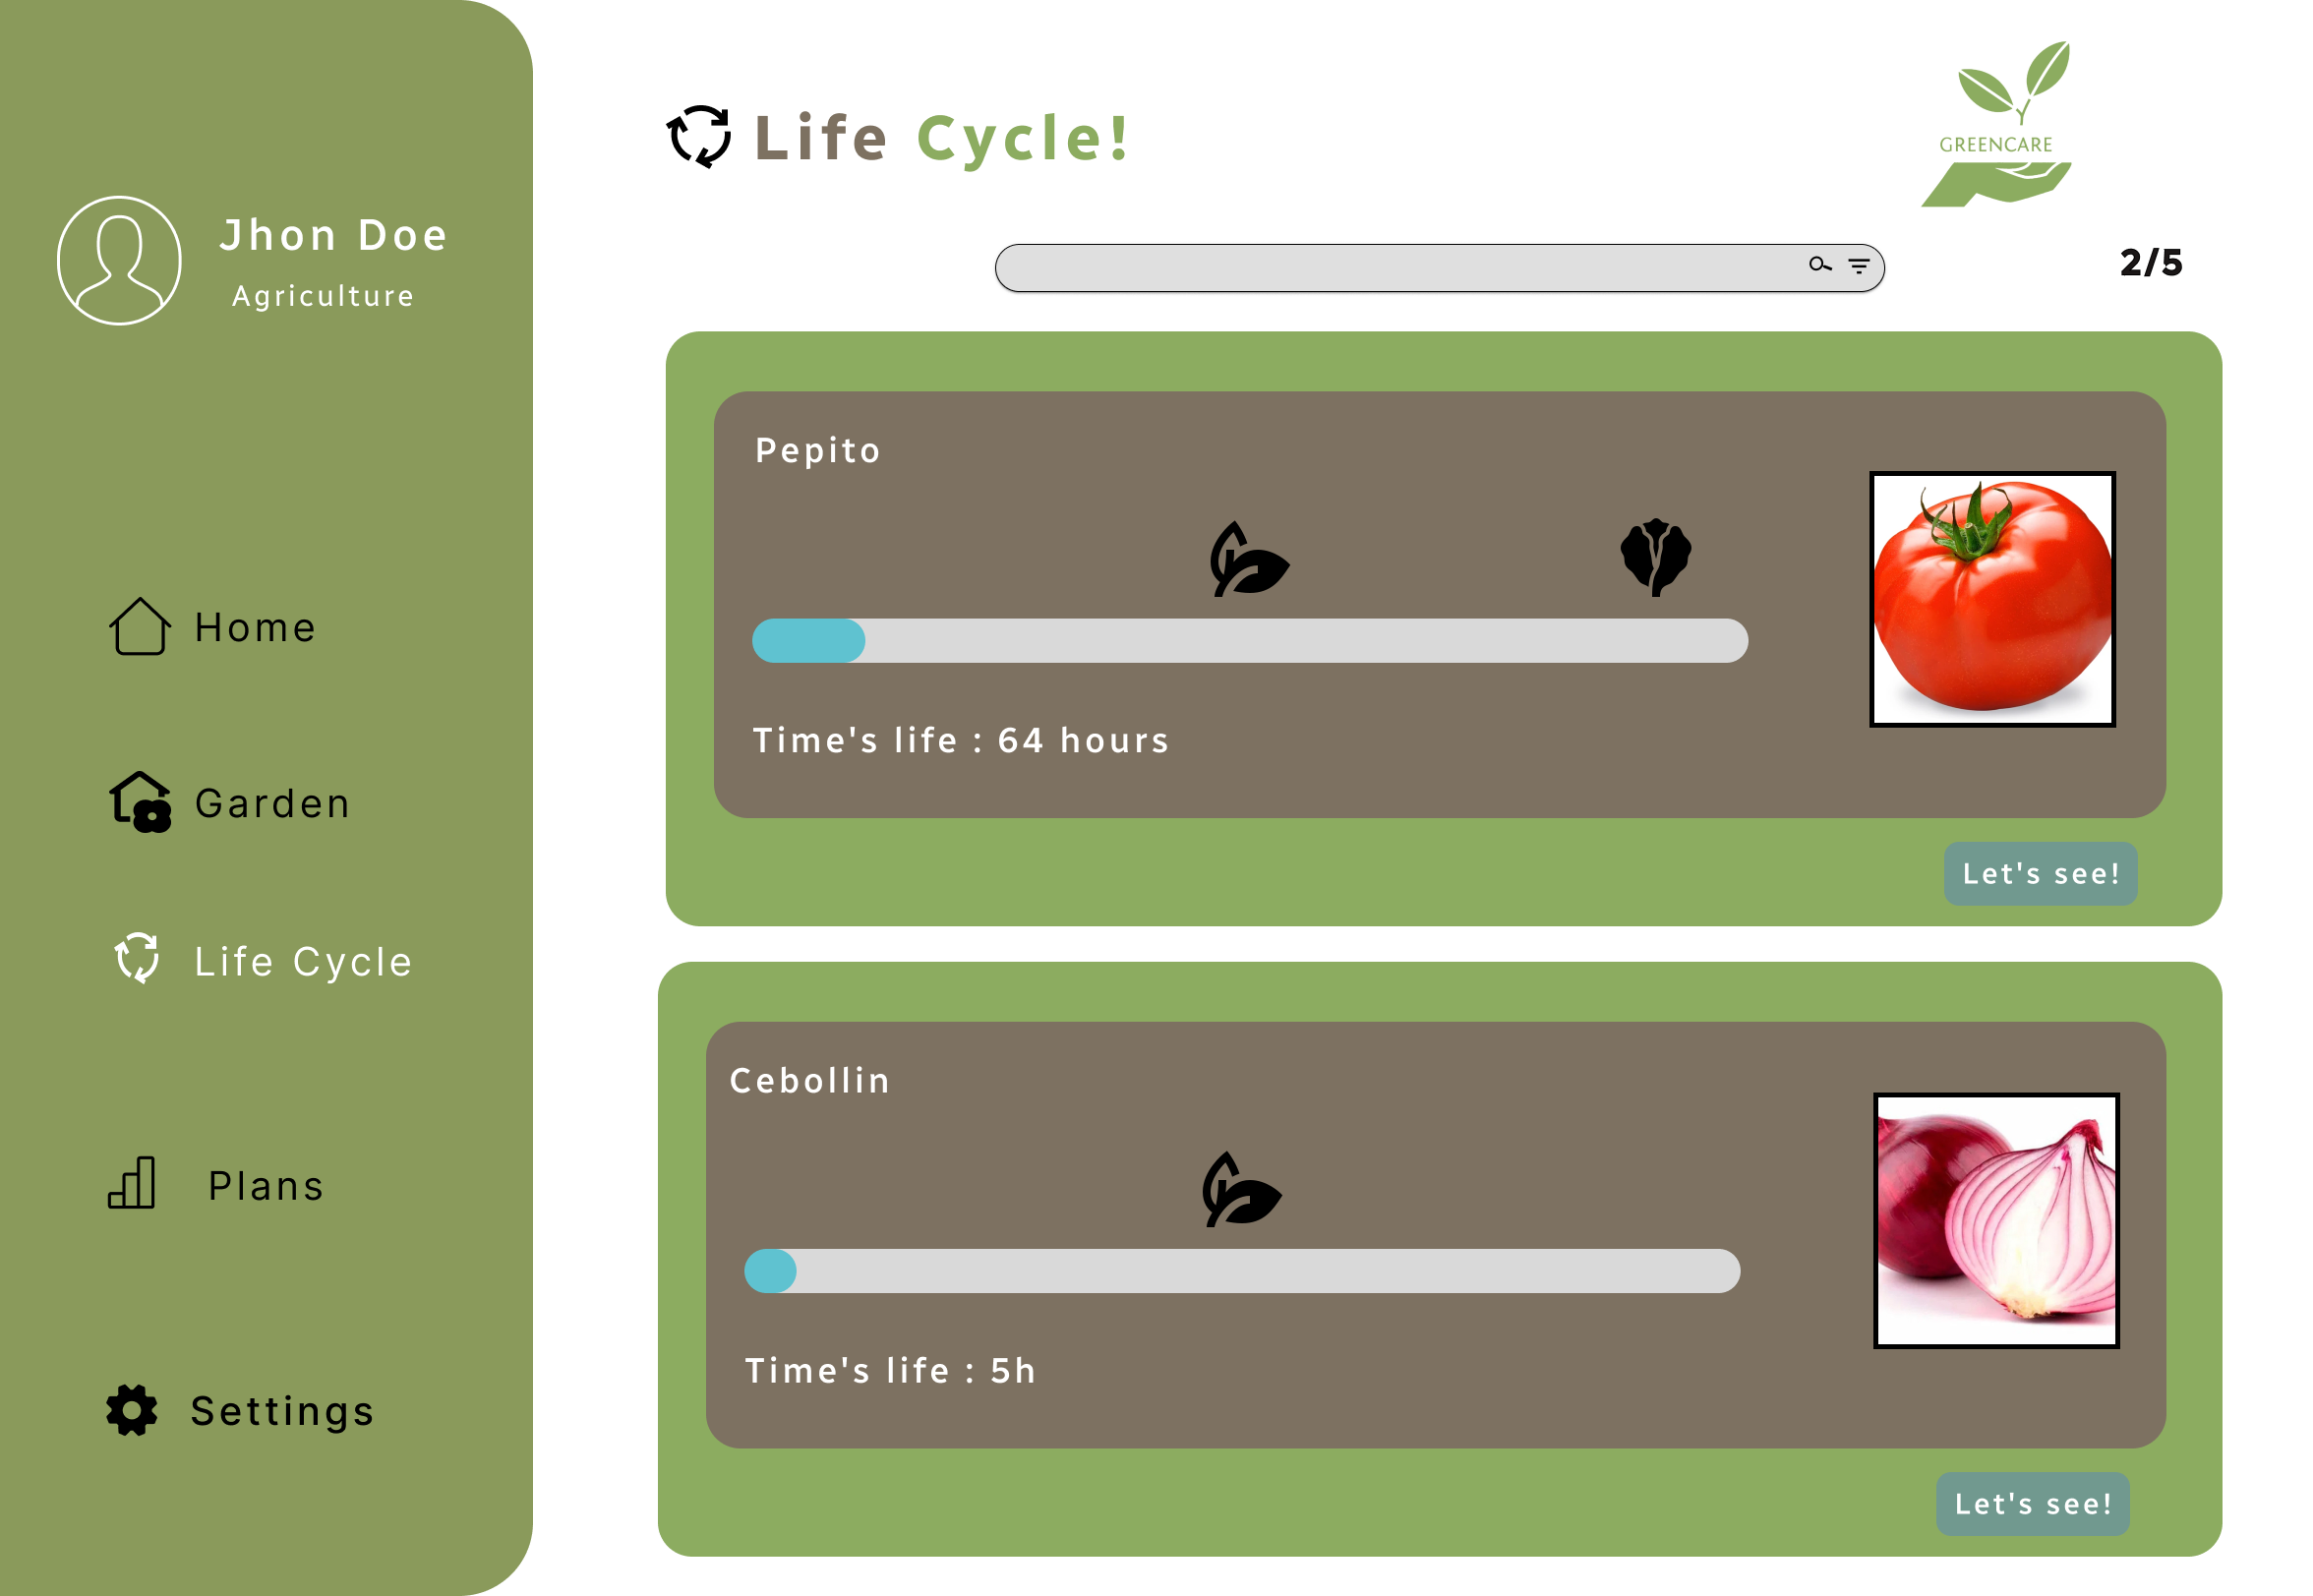 Jhon Doe
Agriculture
Home
Garden
Life Cycle
Plans
Settings
Life Cycle!
GREENCARE
2/5
Pepito
Time's life : 64 hours
Let's see!
Cebollin
Time's life : 5h
Let's see!